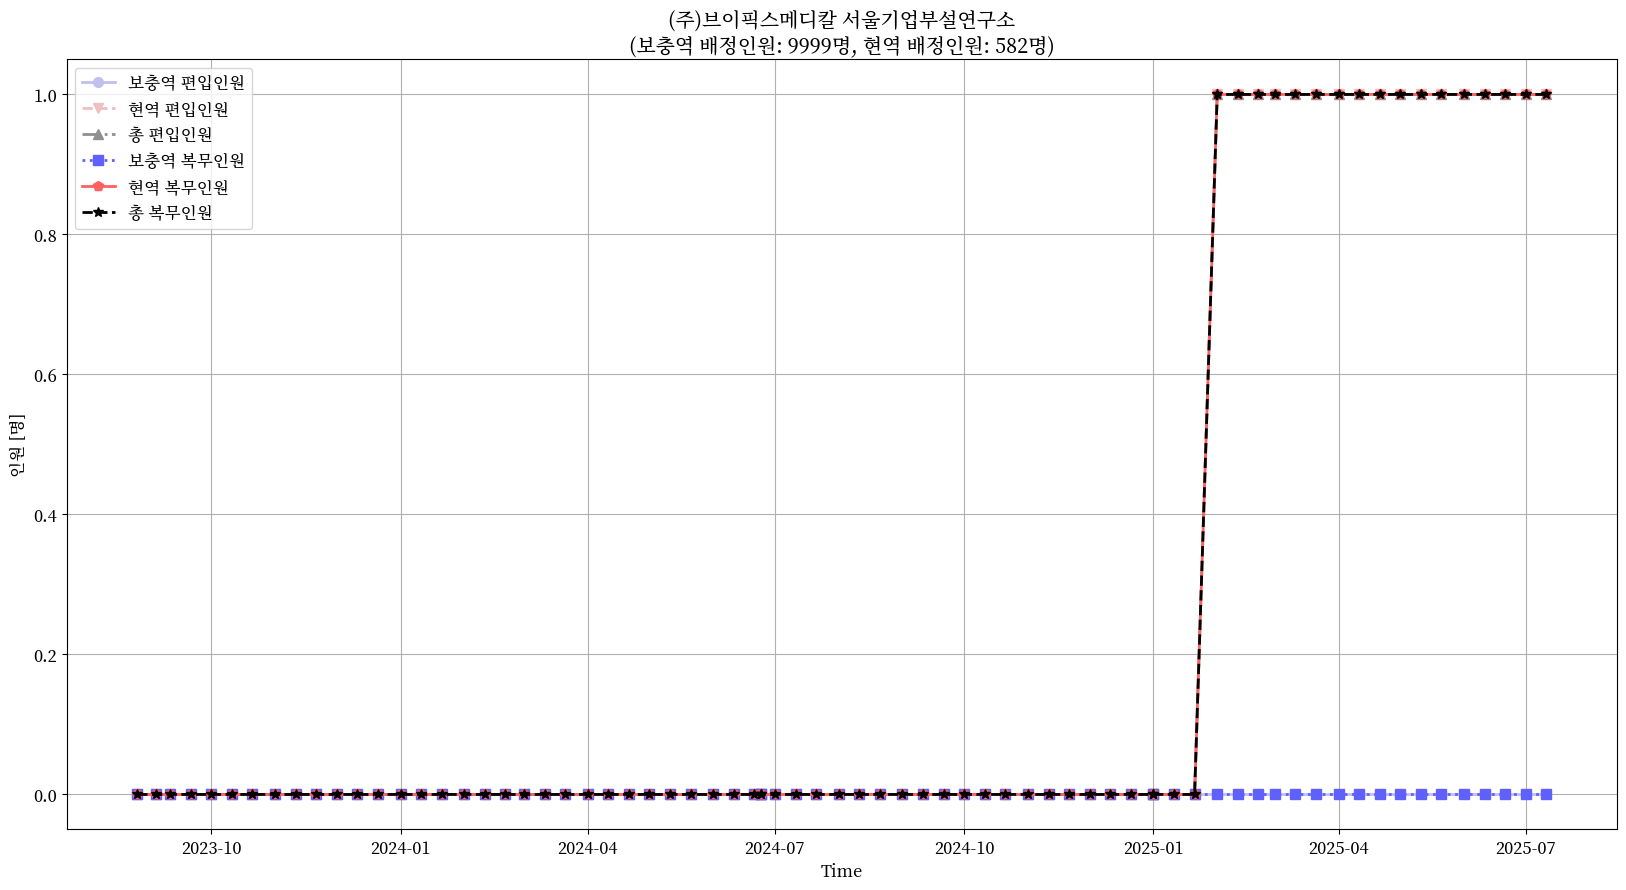 (주)브이픽스메디칼 서울기업부설연구소
(보충역 배정인원: 9999명, 현역 배정인원: 582명)
보충역 편입인원
현역 편입인원
총 편입인원
보충역 복무인원
현역 복무인원
총 복무인원
1.0
0.8
0.6
0.4
0.2
0.0
인원 [명]
2023-10
2024-01
2024-04
2024-07
2024-10
2025-01
2025-04
2025-07
Time